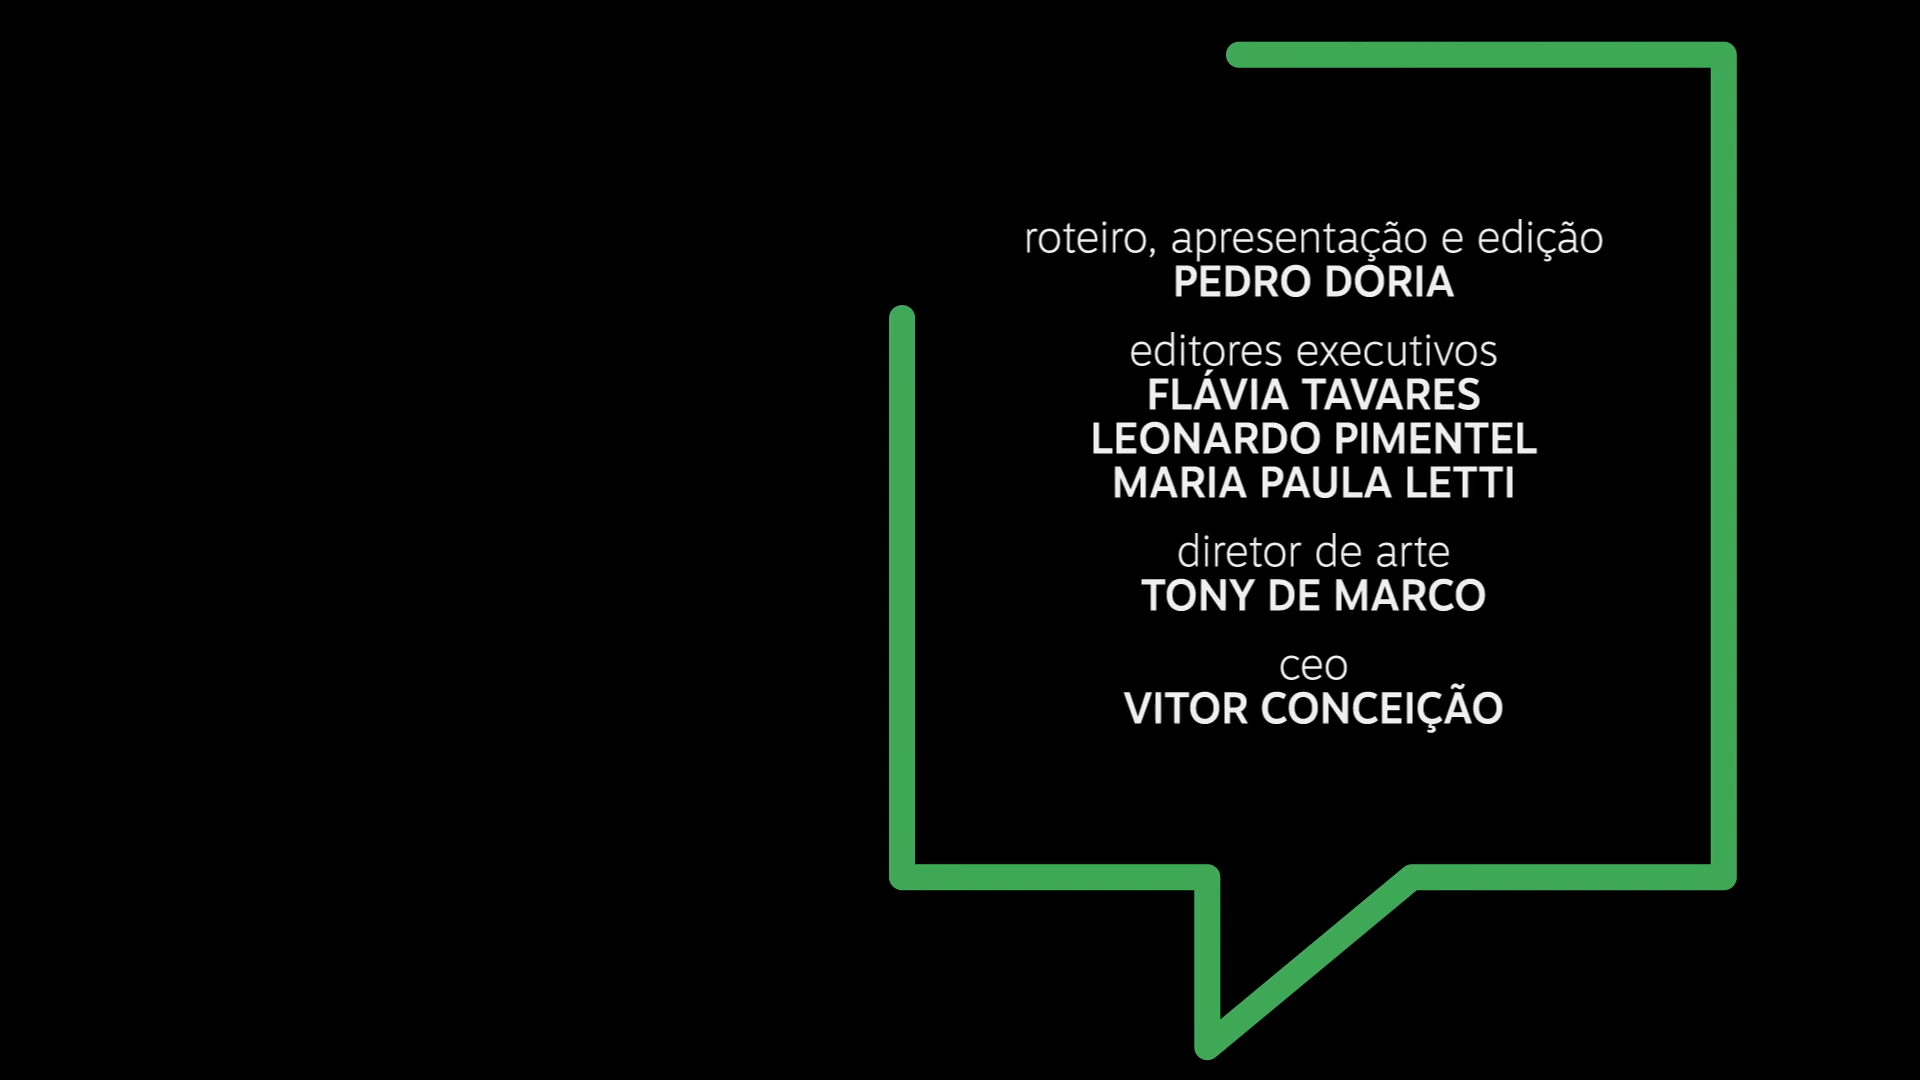 roteiro, apresentação e edição
PEDRO DORIA
editores executivos
FLÁVIA TAVARES
LEONARDO PIMENTEL
MARIA PAULA LETTI
diretor de arte
TONY DE MARCO
ceo
VITOR CONCEIÇÃO